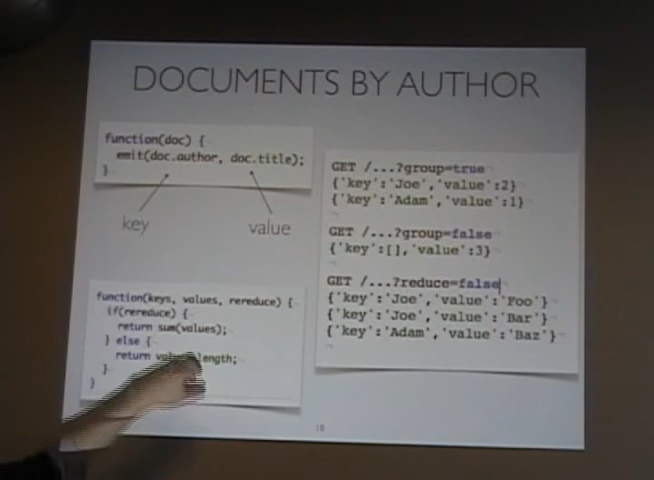 DOCUMENTS BY AUTHOR
function(doc) {
emit(doc.author, doc.title);
}
key
value
function(keys, values, rereduce) {
if(rereduce) {
return sum(values);
} else {
return length;
}
}
GET /...?group=true
{'key':'Joe','value':2}
{'key':'Adam','value':1}
GET /...?group=false
{'key':[],'value':3}
GET /...?reduce=false
{'key':'Joe','value':'Foo'}
{'key':'Joe','value':'Bar'}
{'key':'Adam','value':'Baz'}
18